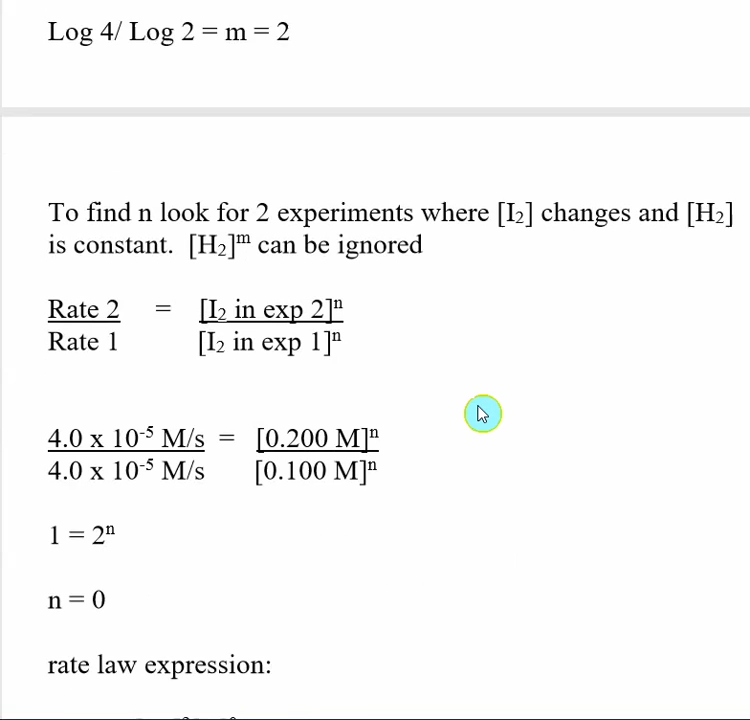 Log 4/ Log 2 = m = 2
To find n look for 2 experiments where [I₂] changes and [H₂]
is constant. [H₂]ᵐ can be ignored
Rate 2 = [I₂ in exp 2]ⁿ
Rate 1 [I₂ in exp 1]ⁿ
4.0 x 10⁻⁵ M/s = [0.200 M]ⁿ
4.0 x 10⁻⁵ M/s [0.100 M]ⁿ
1 = 2ⁿ
n = 0
rate law expression: